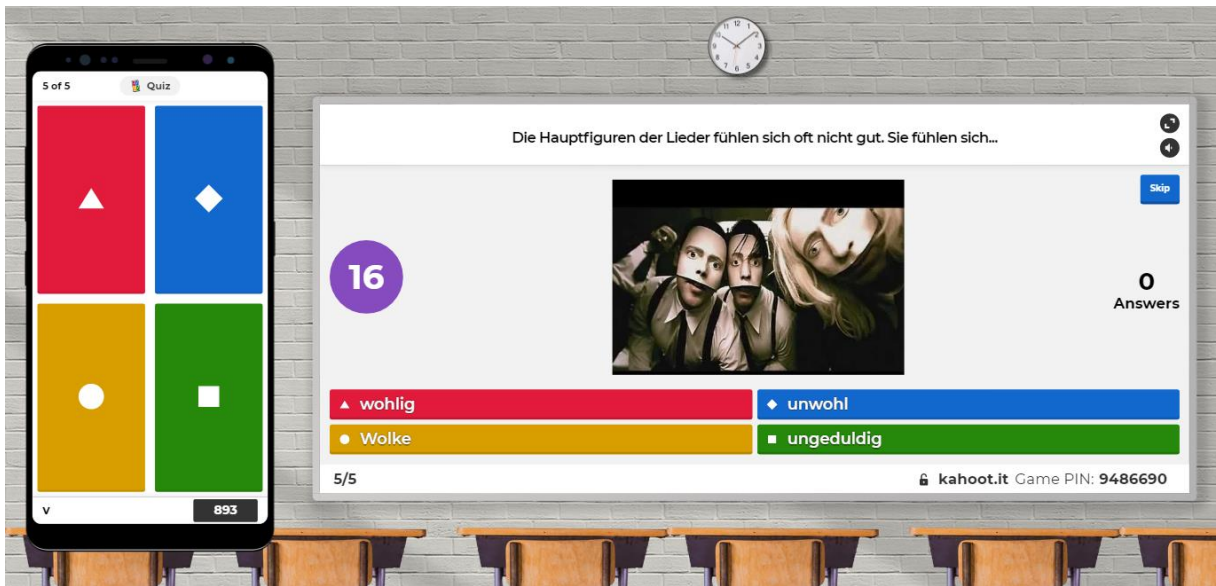 5 of 5
Quiz
v
893
12
Die Hauptfiguren der Lieder fühlen sich oft nicht gut. Sie fühlen sich...
Skip
16
0
Answers
wohlig
unwohl
Wolke
ungeduldig
5/5
kahoot.it Game PIN: 9486690